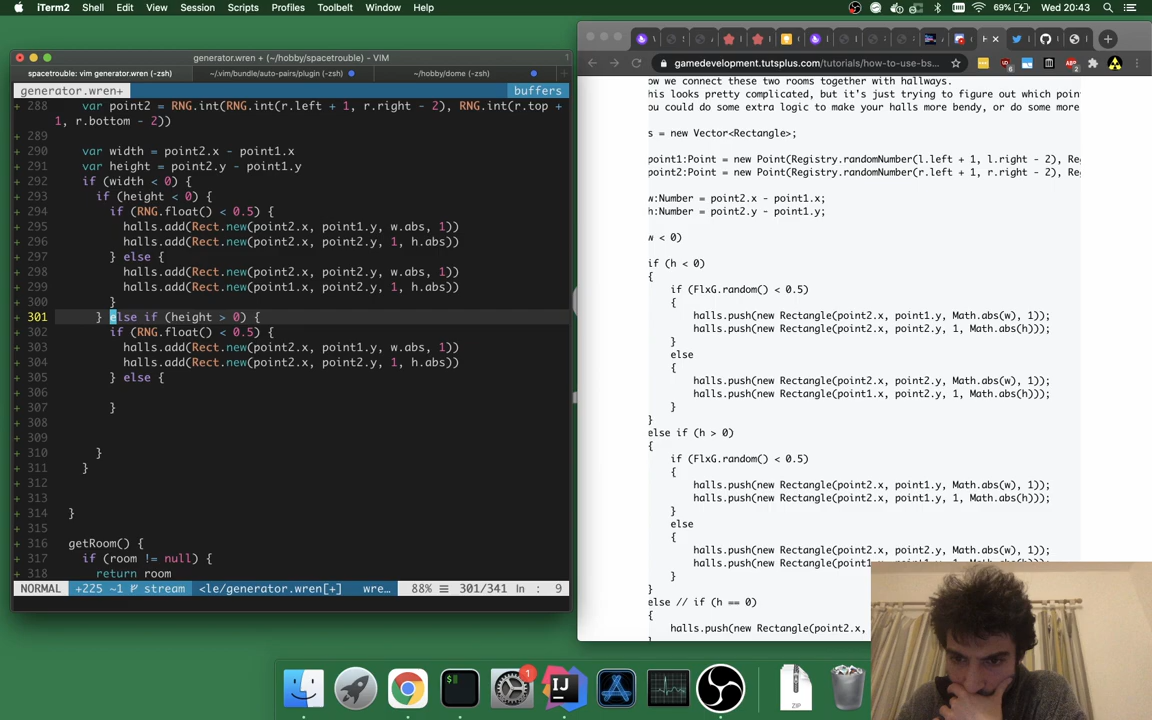 iTerm2 Shell Edit View Session Scripts Profiles Toolbelt Window Help
69% Wed 20:43
generator.wren + (~/hobby/spacetrouble) - VIM
spacetrouble: vim generator.wren (-zsh)
~/.vim/bundle/auto-pairs/plugin (-zsh)
~/hobby/dome (-zsh)
generator.wren+
buffers
+ 288 var point2 = RNG.int(RNG.int(r.left + 1, r.right - 2), RNG.int(r.top +
1, r.bottom - 2))
+ 289
+ 290 var width = point2.x - point1.x
+ 291 var height = point2.y - point1.y
+ 292 if (width < 0) {
+ 293 if (height < 0) {
+ 294 if (RNG.float() < 0.5) {
+ 295 halls.add(Rect.new(point2.x, point1.y, w.abs, 1))
+ 296 halls.add(Rect.new(point2.x, point2.y, 1, h.abs))
+ 297 } else {
+ 298 halls.add(Rect.new(point2.x, point2.y, w.abs, 1))
+ 299 halls.add(Rect.new(point1.x, point2.y, 1, h.abs))
+ 300 }
+ 301 } else if (height > 0) {
+ 302 if (RNG.float() < 0.5) {
+ 303 halls.add(Rect.new(point2.x, point1.y, w.abs, 1))
+ 304 halls.add(Rect.new(point2.x, point2.y, 1, h.abs))
+ 305 } else {
+ 306
+ 307 }
+ 308
+ 309
+ 310 }
+ 311 }
+ 312
+ 313
+ 314 }
+ 315
+ 316 getRoom() {
+ 317 if (room != null) {
+ 318 return room
NORMAL +225 ~1 stream <le/generator.wren[+] wre… 88% 301/341 ln : 9
gamedevelopment.tutsplus.com/tutorials/how-to-use-bs…
ow we connect these two rooms together with hallways.
his looks pretty complicated, but it's just trying to figure out which poin
ou could do some extra logic to make your halls more bendy, or do some more
s = new Vector<Rectangle>;
point1:Point = new Point(Registry.randomNumber(l.left + 1, l.right - 2), Re
point2:Point = new Point(Registry.randomNumber(r.left + 1, r.right - 2), Re
w:Number = point2.x - point1.x;
h:Number = point2.y - point1.y;
w < 0)
if (h < 0)
{
if (FlxG.random() < 0.5)
{
halls.push(new Rectangle(point2.x, point1.y, Math.abs(w), 1));
halls.push(new Rectangle(point2.x, point2.y, 1, Math.abs(h)));
}
else
{
halls.push(new Rectangle(point2.x, point2.y, Math.abs(w), 1));
halls.push(new Rectangle(point1.x, point2.y, 1, Math.abs(h)));
}
}
else if (h > 0)
{
if (FlxG.random() < 0.5)
{
halls.push(new Rectangle(point2.x, point1.y, Math.abs(w), 1));
halls.push(new Rectangle(point2.x, point1.y, 1, Math.abs(h)));
}
else
{
halls.push(new Rectangle(point2.x, point2.y, Math.abs(w), 1));
halls.push(new Rectangle(point1
}
}
else // if (h == 0)
{
halls.push(new Rectangle(point2.x,
1
IJ
ZIP